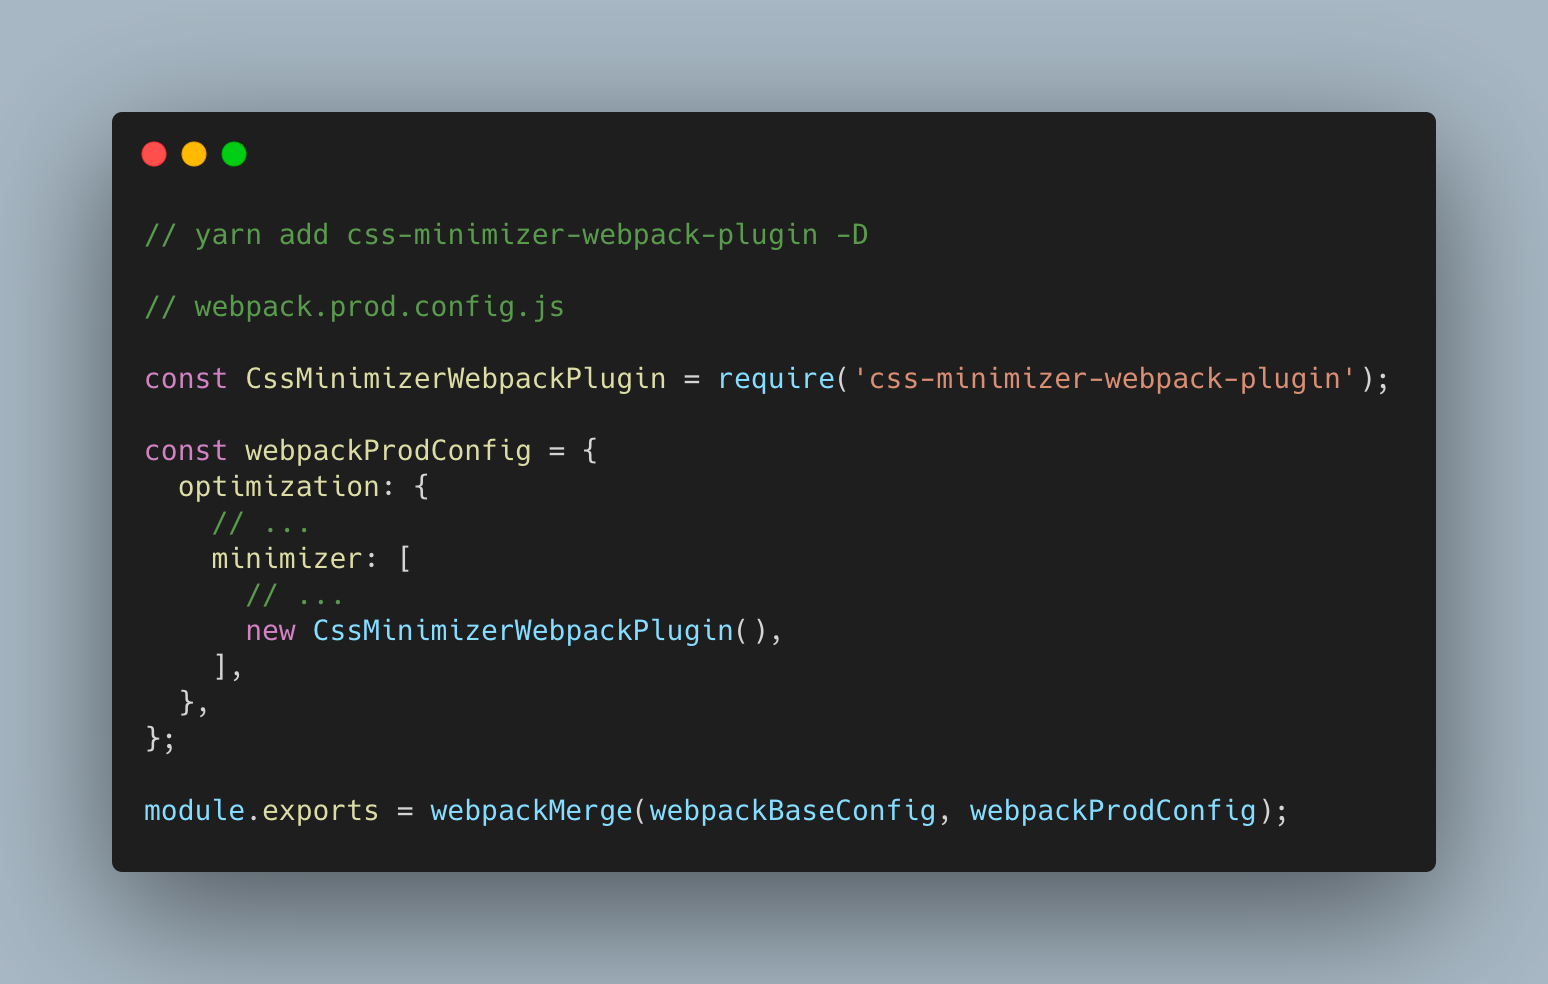 // yarn add css-minimizer-webpack-plugin -D
// webpack.prod.config.js
const CssMinimizerWebpackPlugin = require('css-minimizer-webpack-plugin');
const webpackProdConfig = {
  optimization: {
    // ...
    minimizer: [
      // ...
      new CssMinimizerWebpackPlugin(),
    ],
  },
};
module.exports = webpackMerge(webpackBaseConfig, webpackProdConfig);